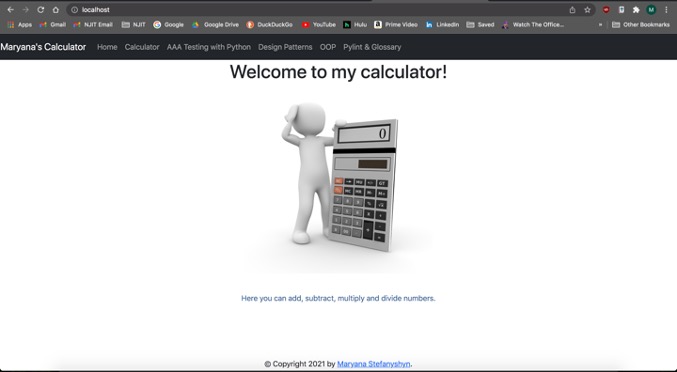 localhost
Apps Gmail NJIT Email NJIT Google Google Drive DuckDuckGo YouTube Hulu Prime Video LinkedIn Saved Watch The Office... » Other Bookmarks
Maryana's Calculator Home Calculator AAA Testing with Python Design Patterns OOP Pylint & Glossary
Welcome to my calculator!
0
Here you can add, subtract, multiply and divide numbers.
© Copyright 2021 by Maryana Stefanyshyn.